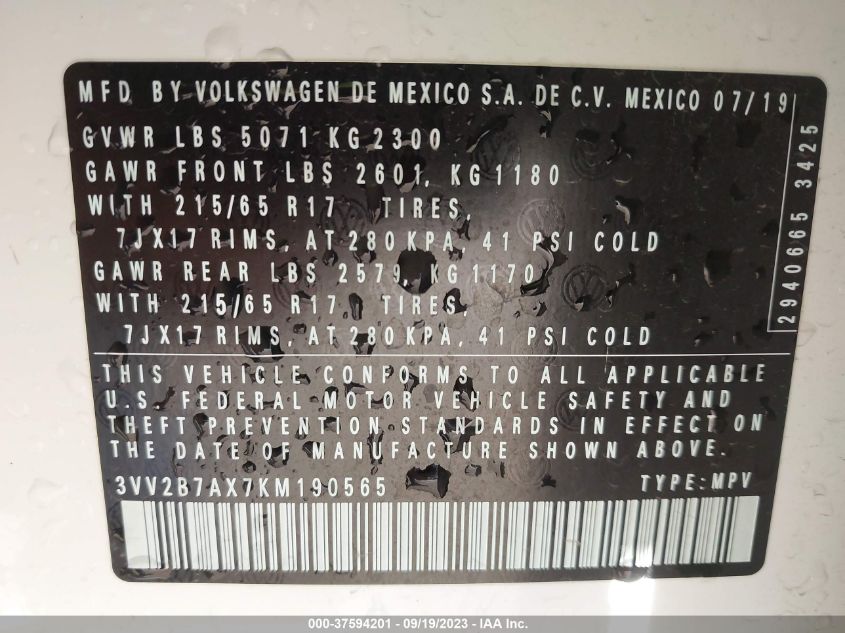 MFD BY VOLKSWAGEN DE MEXICO S.A. DE C.V. MEXICO 07/19
GVWR LBS 5071 KG 2300
GAWR FRONT LBS 2601, KG 1180
WITH 215/65 R17 TIRES,
7JX17 RIMS, AT 280 KPA, 41 PSI COLD
GAWR REAR LBS 2579, KG 1170
WITH 215/65 R17 TIRES,
7JX17 RIMS, AT 280 KPA, 41 PSI COLD
2940665 3425
THIS VEHICLE CONFORMS TO ALL APPLICABLE
U.S. FEDERAL MOTOR VEHICLE SAFETY AND
THEFT PREVENTION STANDARDS IN EFFECT ON
THE DATE OF MANUFACTURE SHOWN ABOVE.
3VV2B7AX7KM190565 TYPE: MPV
000-37594201 - 09/19/2023 - IAA Inc.